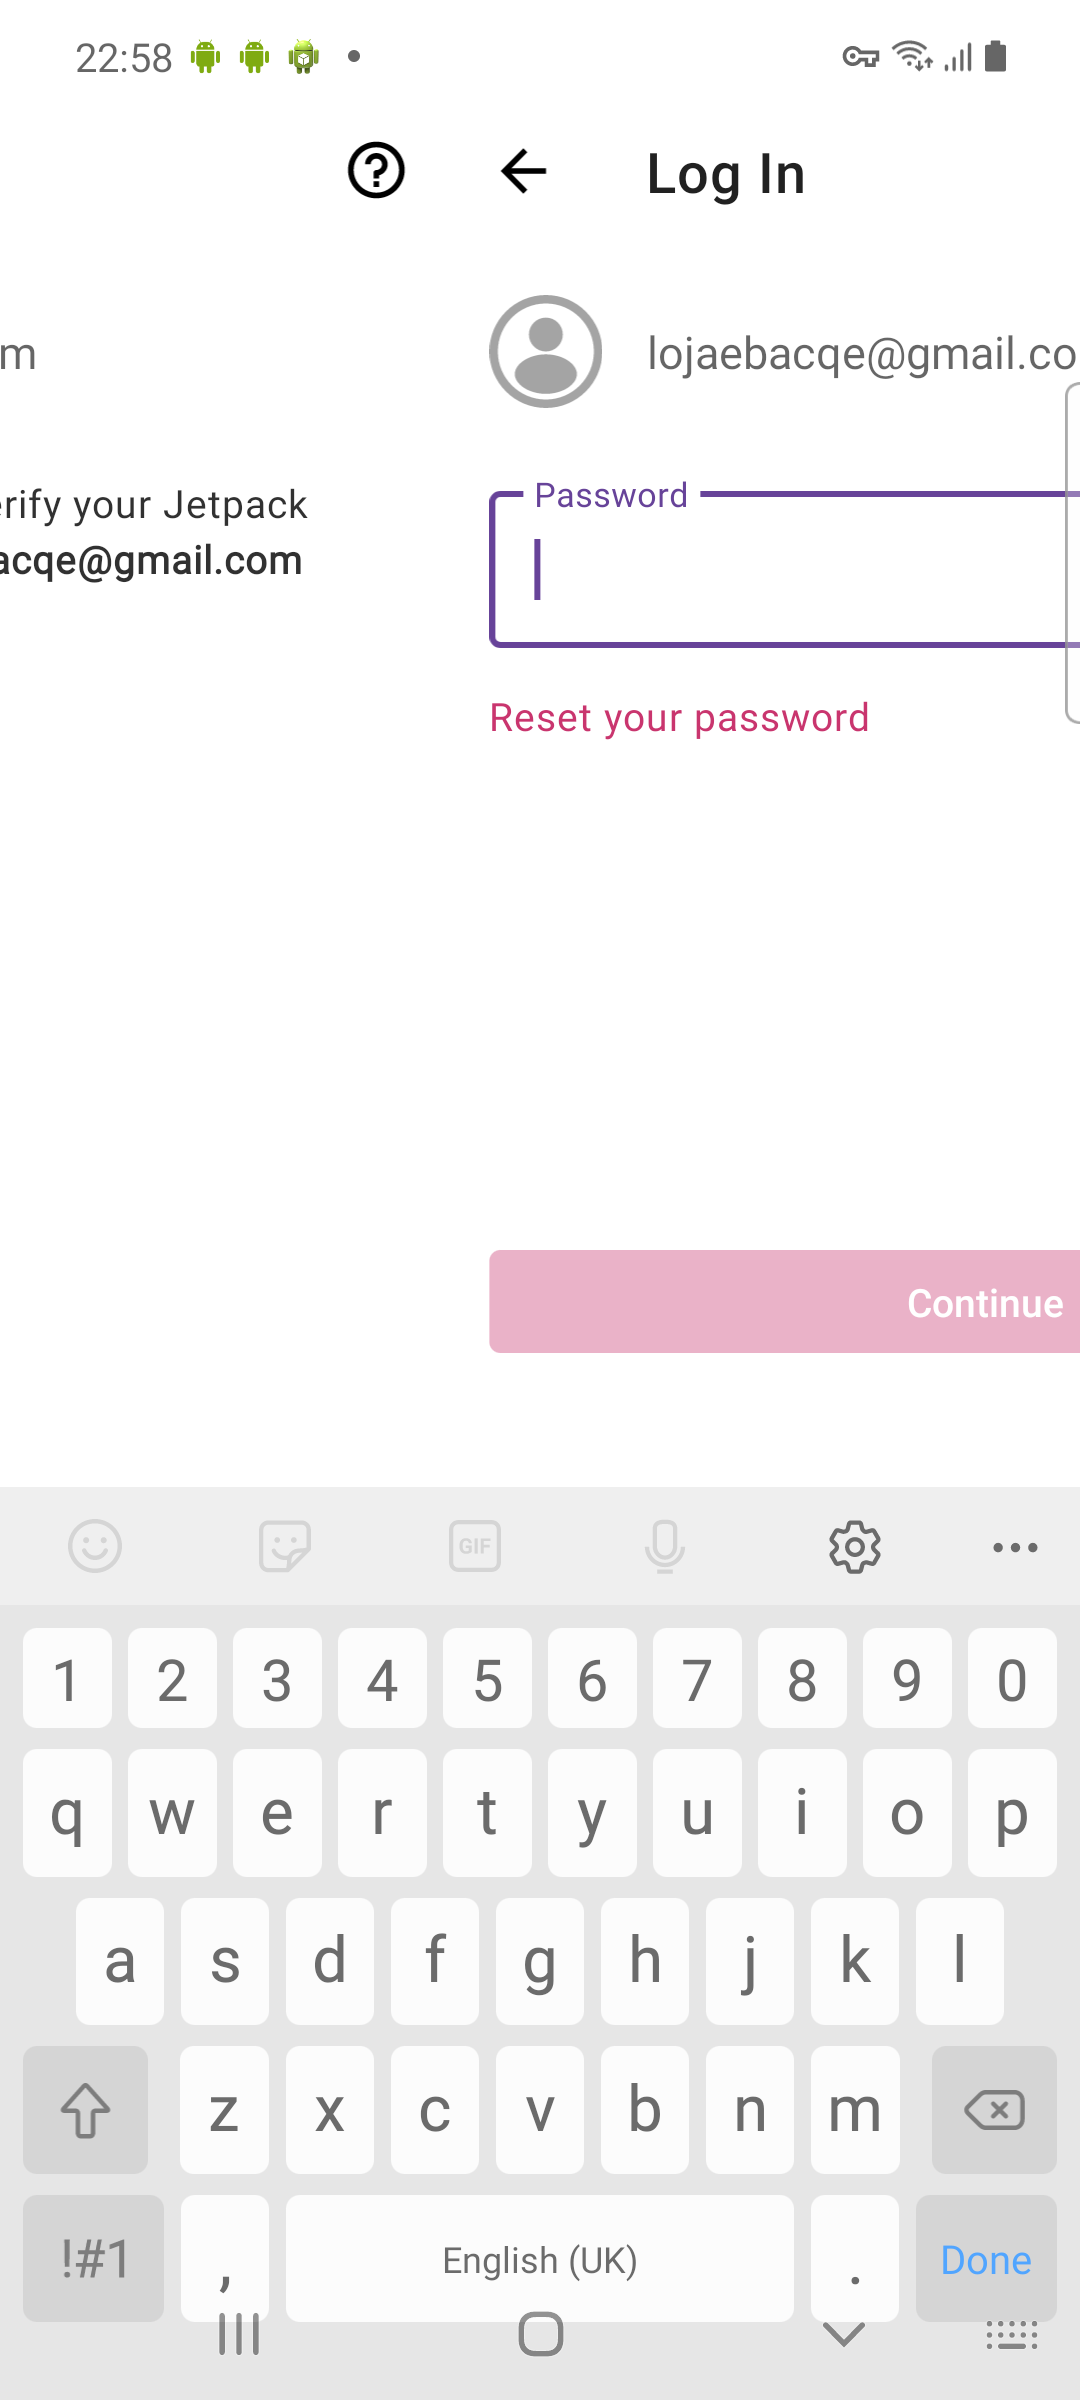 22:58
Log In
m
lojaebacqe@gmail.co
Password
erify your Jetpack
acqe@gmail.com
Reset your password
Continue
GIF
1 2 3 4 5 6 7 8 9 0
q w e r t y u i o p
a s d f g h j k l
z x c v b n m
!#1 , English (UK) . Done